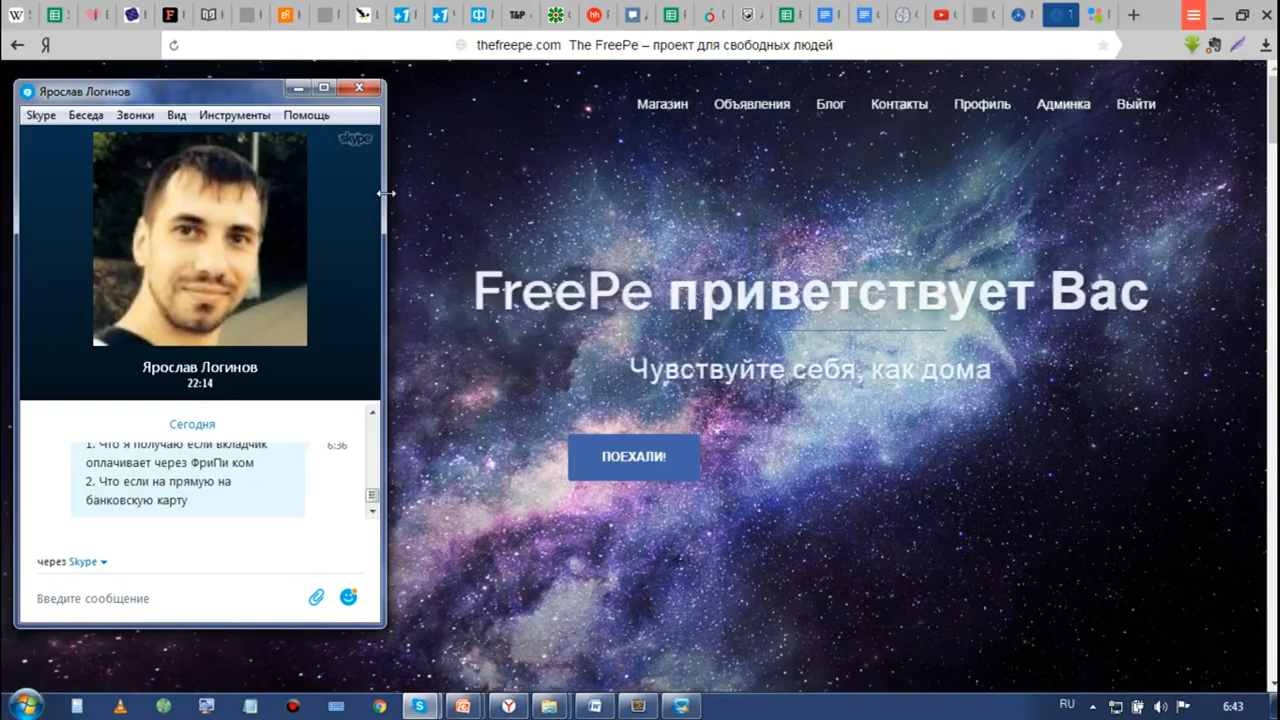 thefreepe.com The FreePe – проект для свободных людей
Ярослав Логинов
Skype Беседа Звонки Вид Инструменты Помощь
skype
Ярослав Логинов
22:14
Сегодня
1. Что я получаю если вкладчик
оплачивает через ФриПи ком
2. Что если на прямую на
банковскую карту
6:36
через Skype
Введите сообщение
Магазин Объявления Блог Контакты Профиль Админка Выйти
FreePe приветствует Вас
Чувствуйте себя, как дома
ПОЕХАЛИ!
RU
6:43